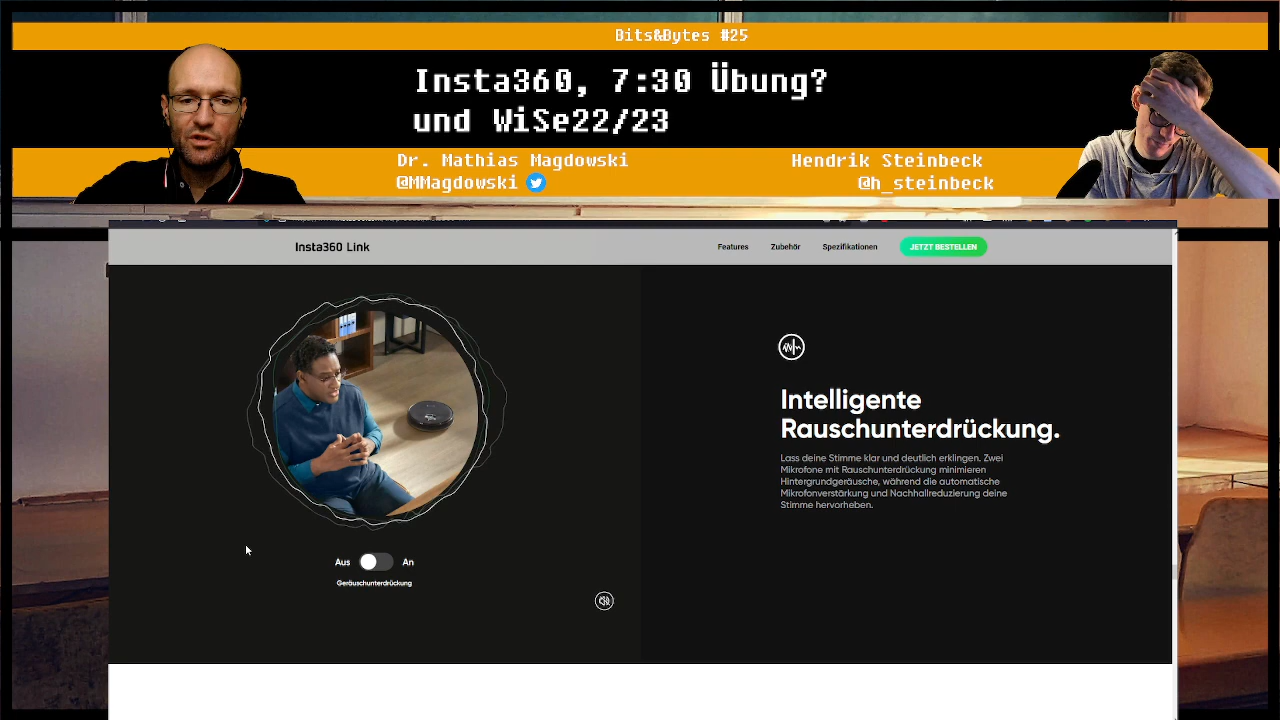 Bits&Bytes #25
Insta360, 7:30 Übung?
und WiSe22/23
Dr. Mathias Magdowski
@MMagdowski
Hendrik Steinbeck
@h_steinbeck
Insta360 Link
Features
Zubehör
Spezifikationen
JETZT BESTELLEN
Intelligente
Rauschunterdrückung.
Lass deine Stimme klar und deutlich erklingen. Zwei
Mikrofone mit Rauschunterdrückung minimieren
Hintergrundgeräusche, während die automatische
Mikrofonverstärkung und Nachhallreduzierung deine
Stimme hervorheben.
Aus
An
Geräuschunterdrückung